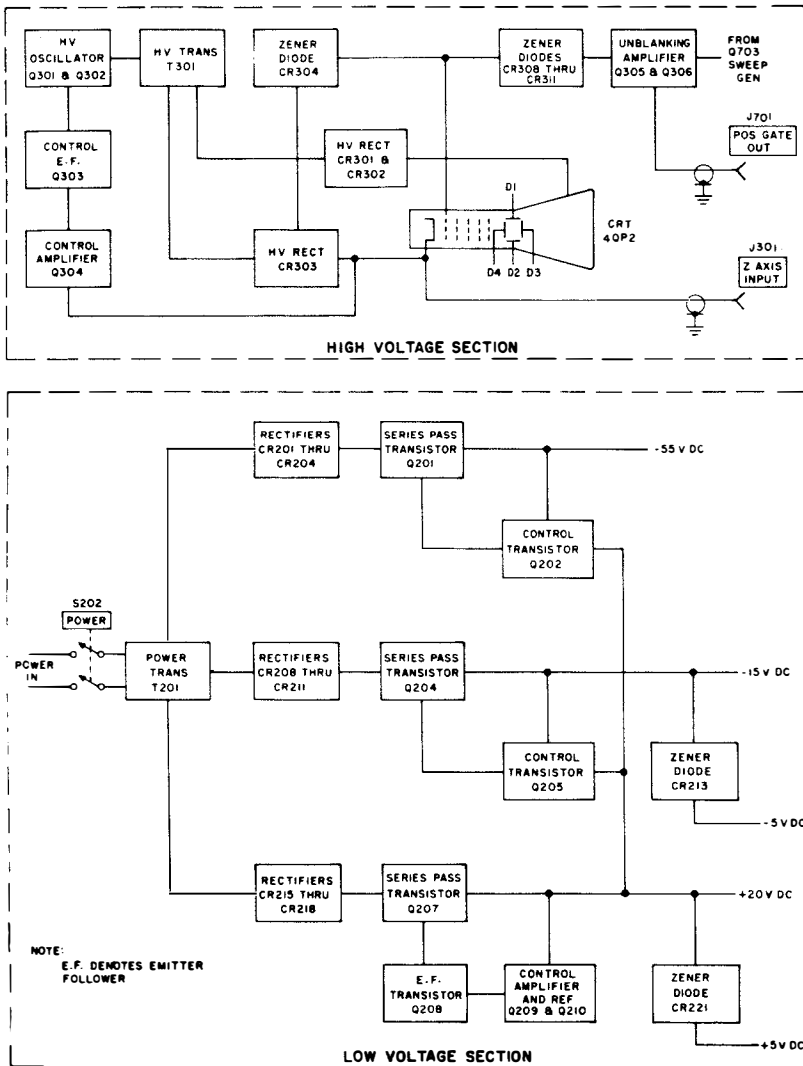 HV
OSCILLATOR
Q301 & Q302
HV TRANS
T301
ZENER
DIODE
CR304
ZENER
DIODES
CR308 THRU
CR311
UNBLANKING
AMPLIFIER
Q305 & Q306
FROM
Q703
SWEEP
GEN
J701
POS GATE
OUT
CONTROL
E.F.
Q303
HV RECT
CR301 &
CR302
D1
CRT
4QP2
CONTROL
AMPLIFIER
Q304
HV RECT
CR303
D4 D2 D3
J301
Z AXIS
INPUT
HIGH VOLTAGE SECTION
RECTIFIERS
CR201 THRU
CR204
SERIES PASS
TRANSISTOR
Q201
-55V DC
CONTROL
TRANSISTOR
Q202
S202
POWER
POWER
IN
POWER
TRANS
T201
RECTIFIERS
CR208 THRU
CR211
SERIES PASS
TRANSISTOR
Q204
-15V DC
CONTROL
TRANSISTOR
Q205
ZENER
DIODE
CR213
-5V DC
RECTIFIERS
CR215 THRU
CR218
SERIES PASS
TRANSISTOR
Q207
+20V DC
NOTE:
E.F. DENOTES EMITTER
FOLLOWER
E.F.
TRANSISTOR
Q208
CONTROL
AMPLIFIER
AND REF
Q209 & Q210
ZENER
DIODE
CR221
+5V DC
LOW VOLTAGE SECTION